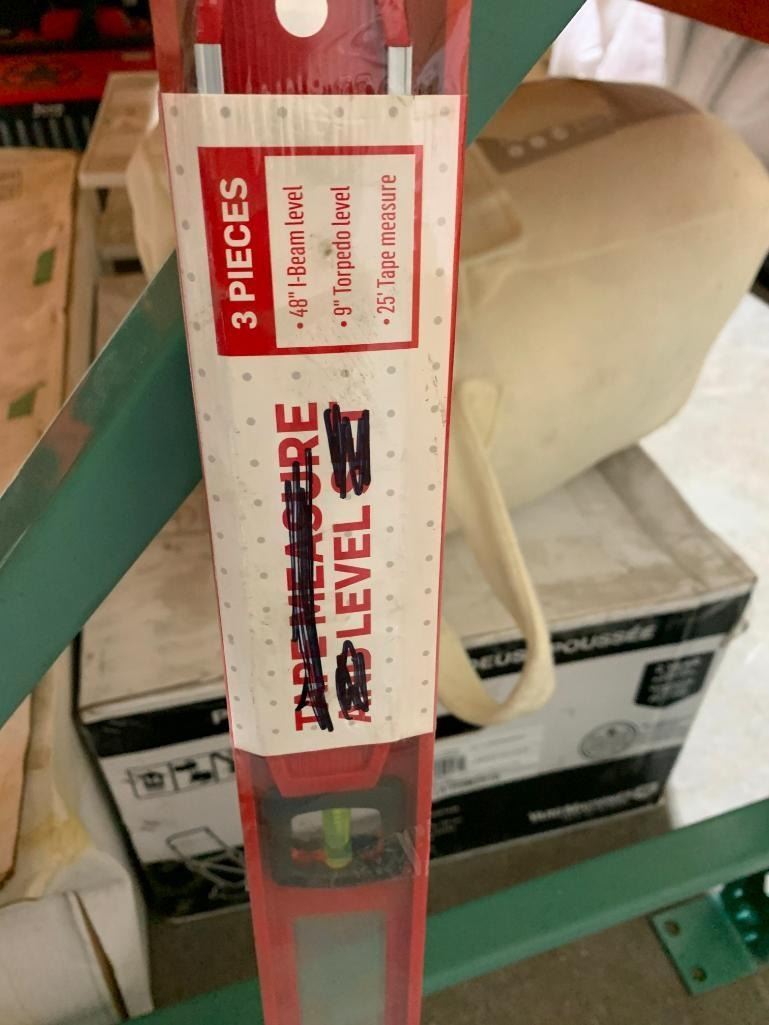 3 PIECES
• 48" I-Beam level
• 9" Torpedo level
• 25' Tape measure
TAPE MEASURE
AND LEVEL
POUSSÉE